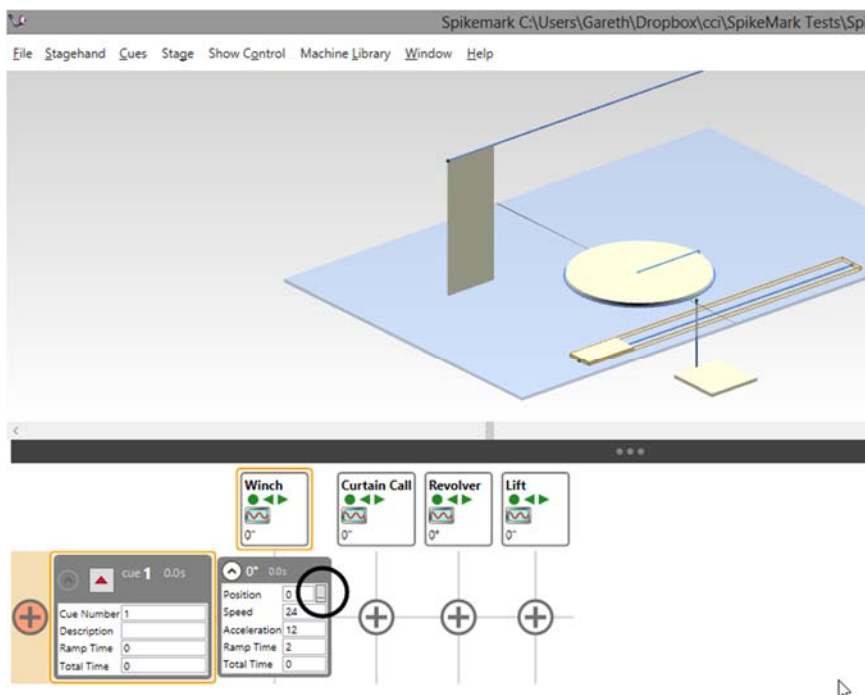 Spikemark C:\Users\Gareth\Dropbox\cci\SpikeMark Tests\Spi
File Stagehand Cues Stage Show Control Machine Library Window Help
Winch Curtain Call Revolver Lift
0" 0" 0° 0"
cue 1 0.0s
Cue Number 1
Description
Ramp Time 0
Total Time 0
0" 0.0s
Position 0 ...
Speed 24
Acceleration 12
Ramp Time 2
Total Time 0